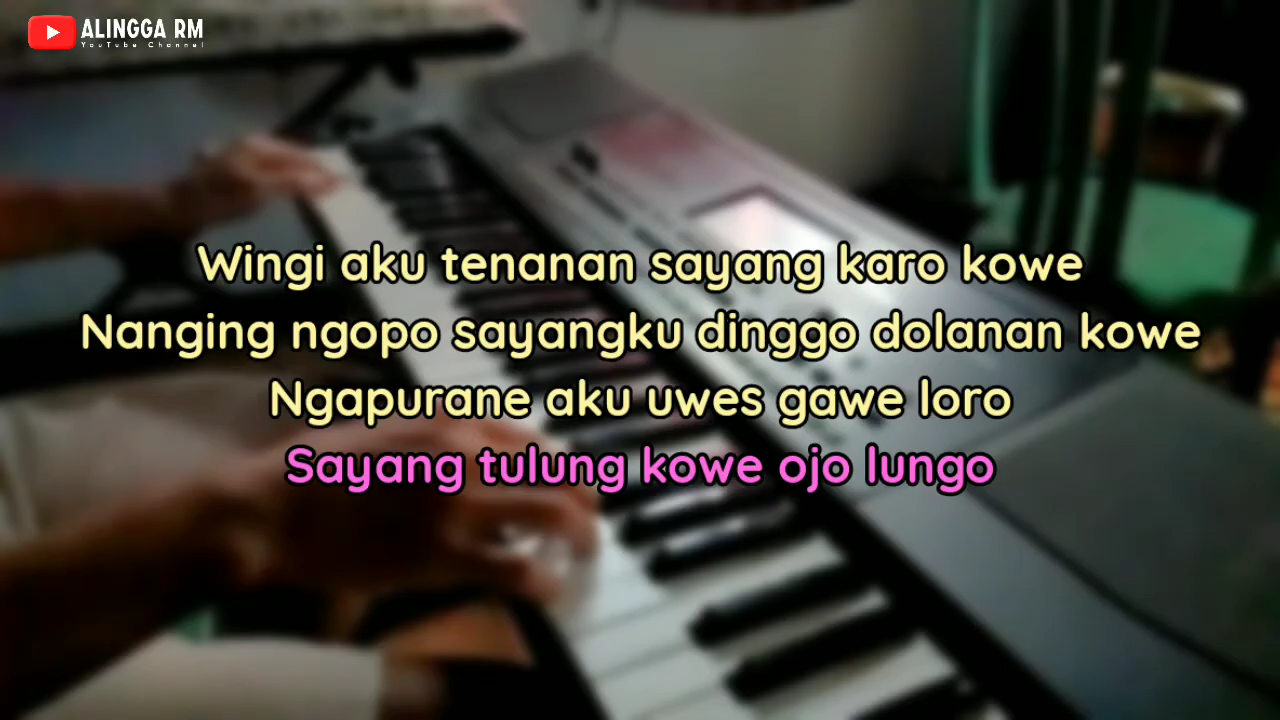 ALINGGA RM
YouTube Channel
Wingi aku tenanan sayang karo kowe
Nanging ngopo sayangku dinggo dolanan kowe
Ngapurane aku uwes gawe loro
Sayang tulung kowe ojo lungo